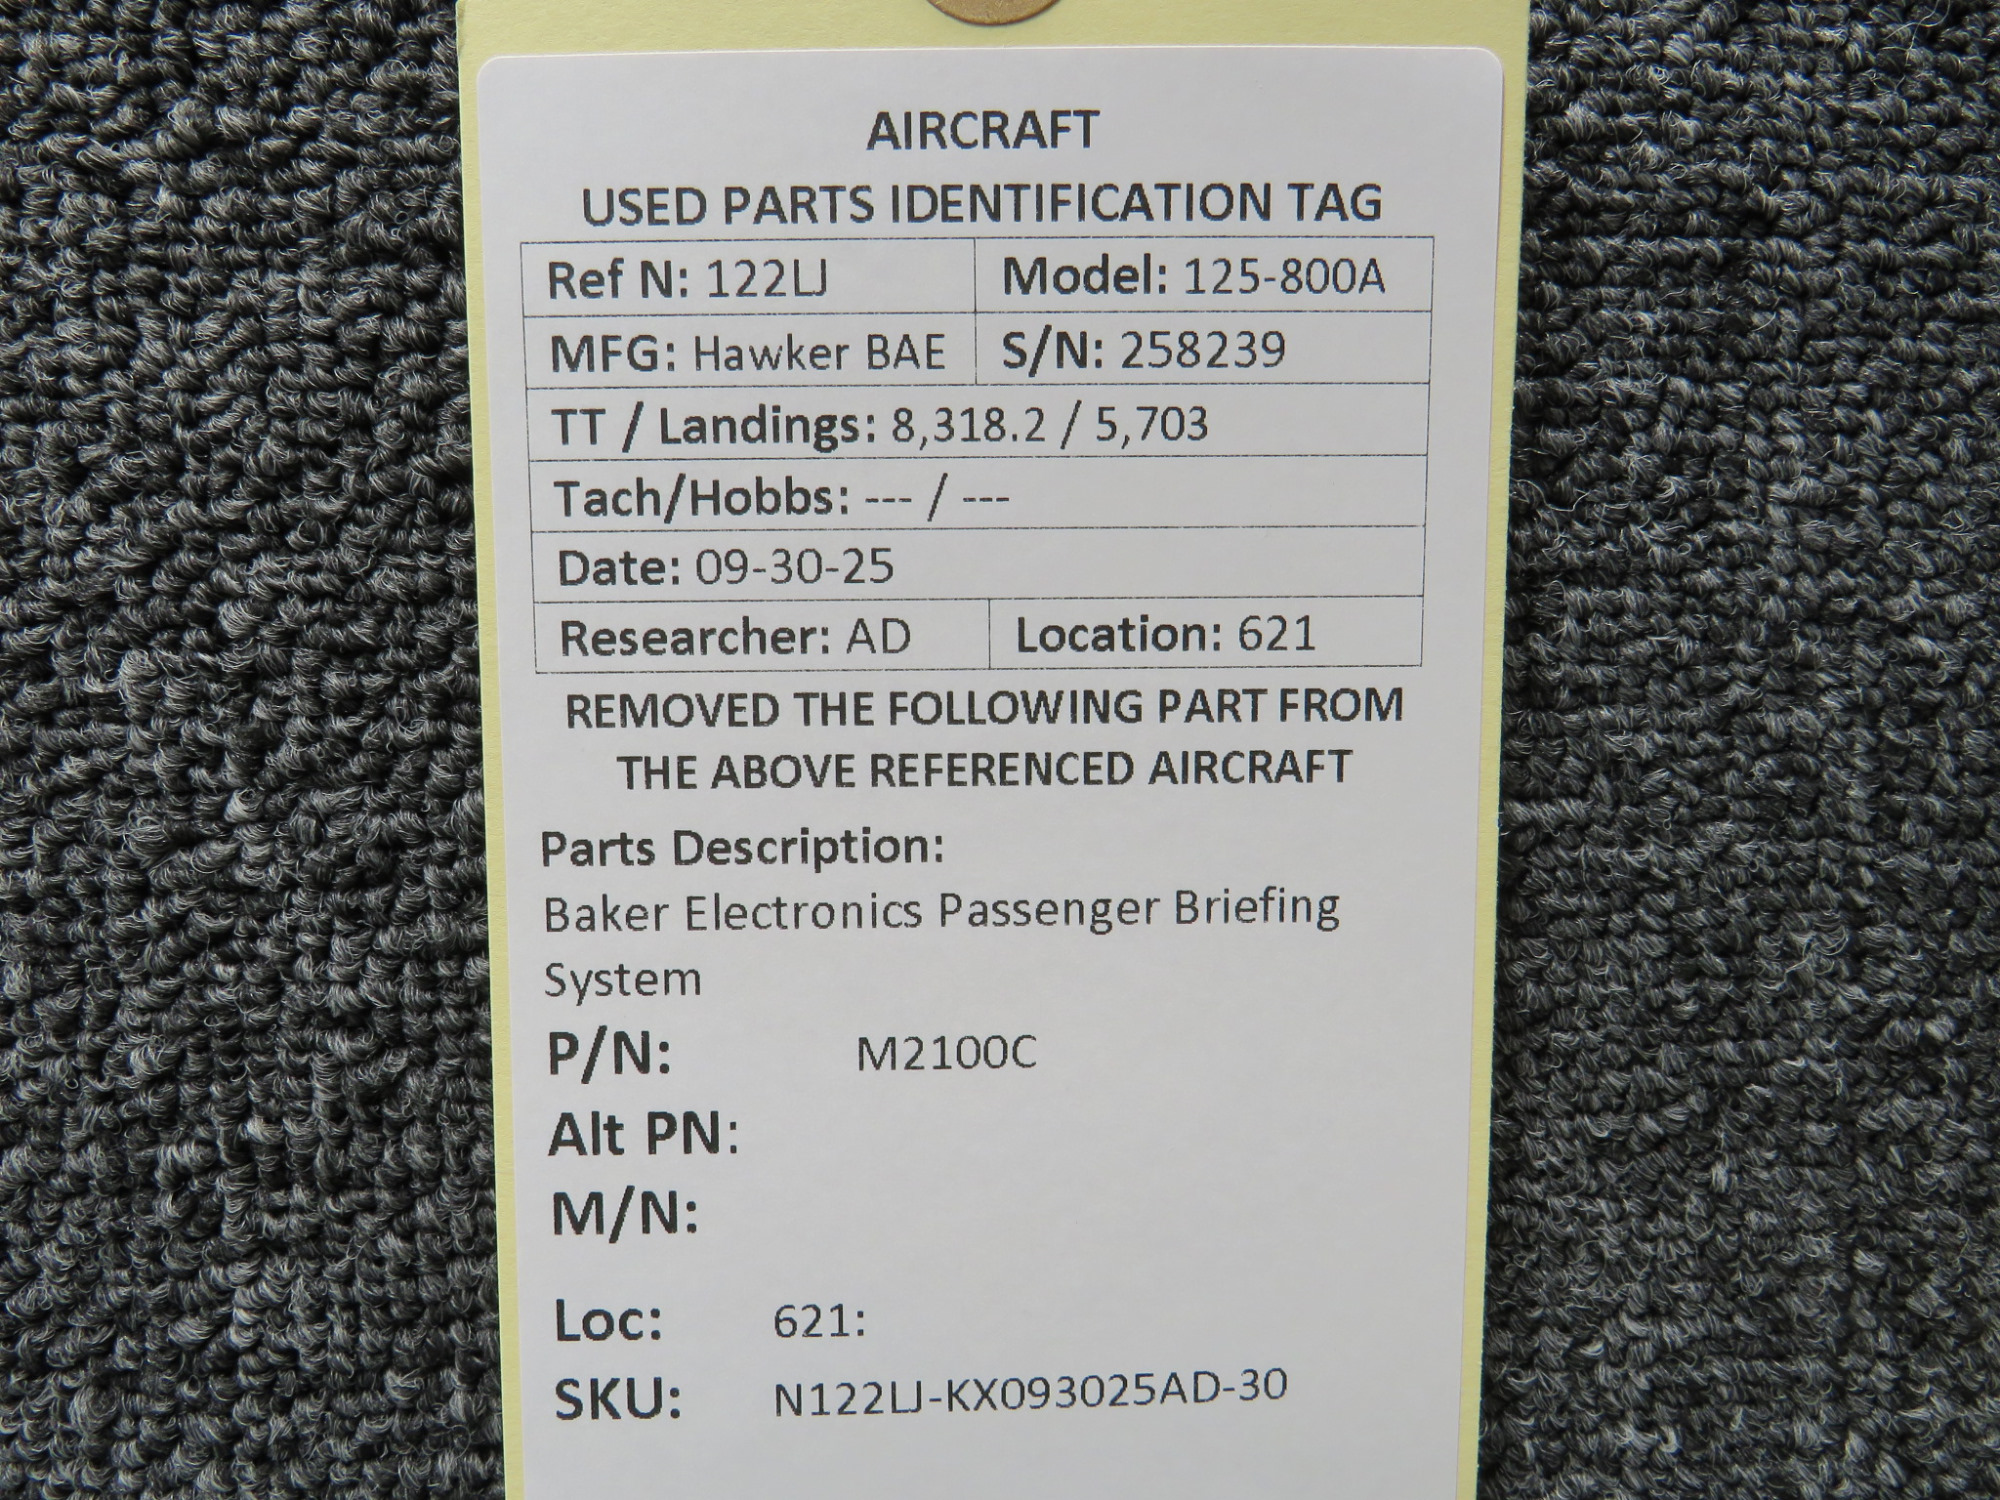 AIRCRAFT
USED PARTS IDENTIFICATION TAG
Ref N: 122LJ Model: 125-800A
MFG: Hawker BAE S/N: 258239
TT / Landings: 8,318.2 / 5,703
Tach/Hobbs: --- / ---
Date: 09-30-25
Researcher: AD Location: 621
REMOVED THE FOLLOWING PART FROM
THE ABOVE REFERENCED AIRCRAFT
Parts Description:
Baker Electronics Passenger Briefing
System
P/N: M2100C
Alt PN:
M/N:
Loc: 621:
SKU: N122LJ-KX093025AD-30